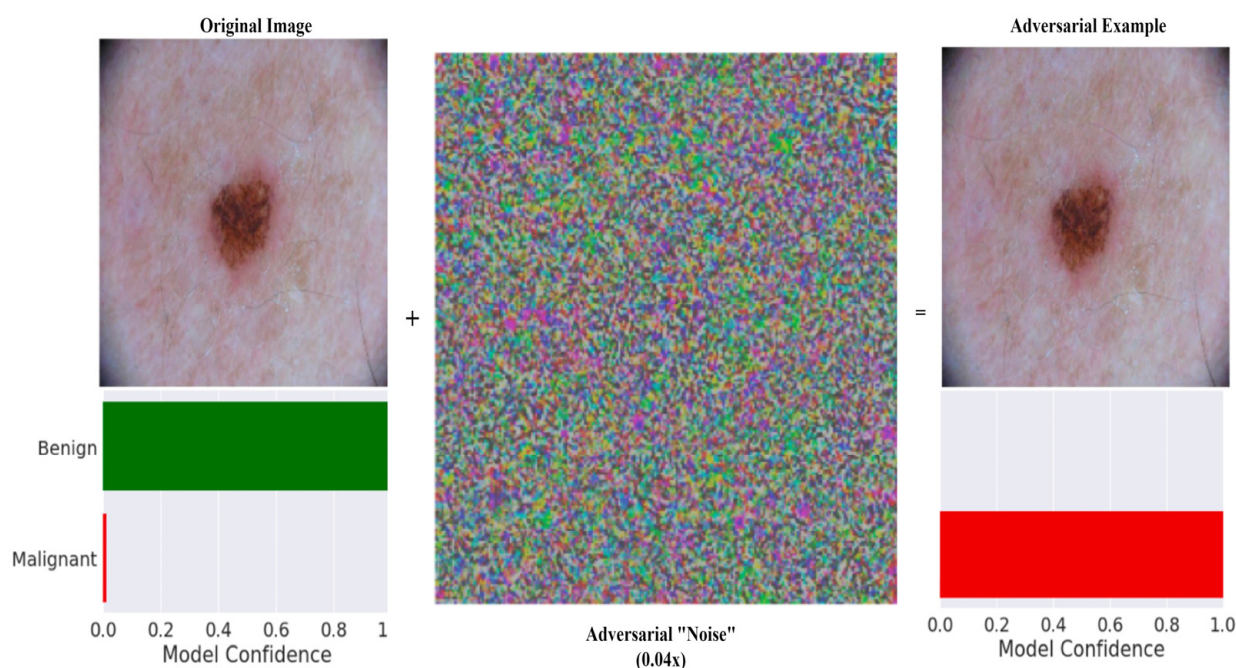 Original Image
Adversarial Example
+
=
Benign
Malignant
0.0 0.2 0.4 0.6 0.8 1
Model Confidence
Adversarial "Noise"
(0.04x)
0.0 0.2 0.4 0.6 0.8 1.0
Model Confidence